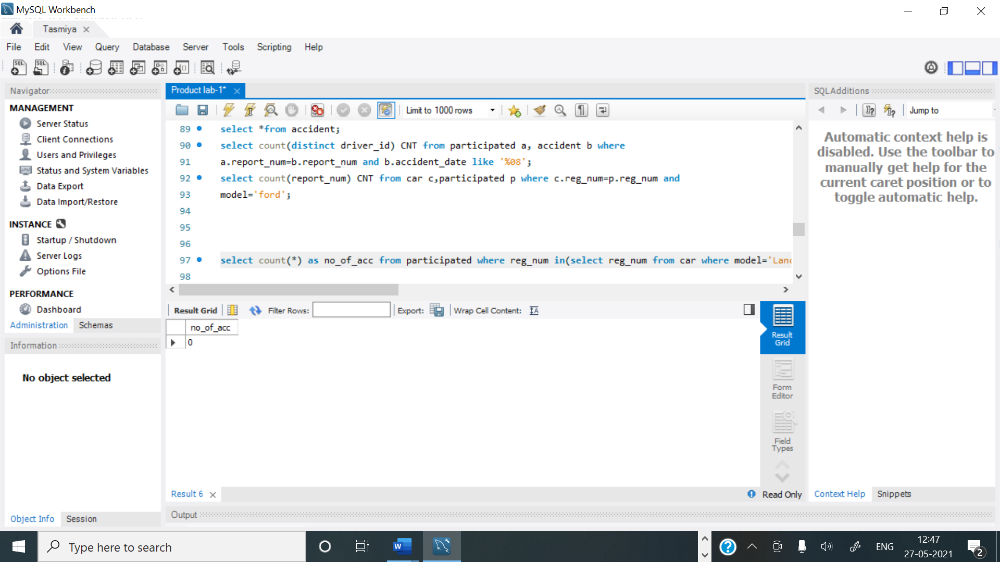 MySQL Workbench
Tasmiya
File Edit View Query Database Server Tools Scripting Help
Navigator
MANAGEMENT
Server Status
Client Connections
Users and Privileges
Status and System Variables
Data Export
Data Import/Restore
INSTANCE
Startup / Shutdown
Server Logs
Options File
PERFORMANCE
Dashboard
Administration Schemas
Information
No object selected
Object Info Session
Product lab-1*
Limit to 1000 rows
89 select *from accident;
90 select count(distinct driver_id) CNT from participated a, accident b where
91 a.report_num=b.report_num and b.accident_date like '%08';
92 select count(report_num) CNT from car c,participated p where c.reg_num=p.reg_num and
93 model='ford';
94
95
96
97 select count(*) as no_of_acc from participated where reg_num in(select reg_num from car where model='Lanc
98
Result Grid Filter Rows: Export: Wrap Cell Content:
no_of_acc
0
Result Grid
Form Editor
Field Types
Result 6
Read Only
Output
SQLAdditions
Jump to
Automatic context help is
disabled. Use the toolbar to
manually get help for the
current caret position or to
toggle automatic help.
Context Help Snippets
Type here to search
ENG
12:47
27-05-2021
2